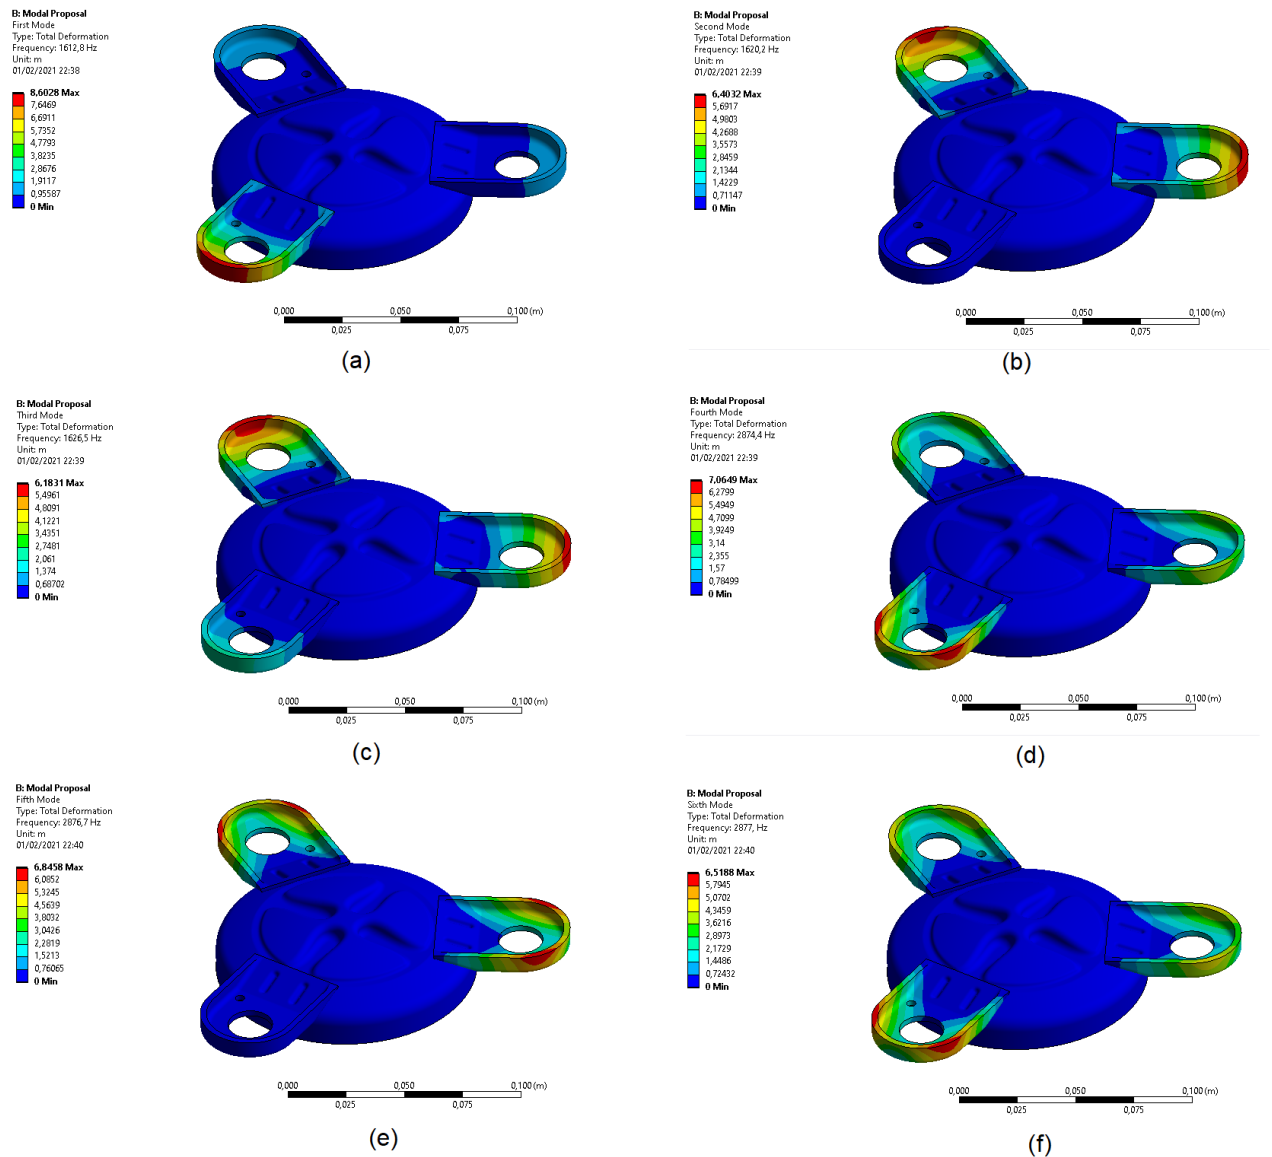 B: Modal Proposal
First Mode
Type: Total Deformation
Frequency: 1612,8 Hz
Unit: m
01/02/2021 22:38
8,6028 Max
7,6469
6,6911
5,7352
4,7793
3,8235
2,8676
1,9117
0,95587
0 Min
0,000
0,050
0,100 (m)
0,025
0,075
(a)
B: Modal Proposal
Second Mode
Type: Total Deformation
Frequency: 1620,2 Hz
Unit: m
01/02/2021 22:39
6,4032 Max
5,6917
4,9803
4,2688
3,5573
2,8459
2,1344
1,4229
0,71147
0 Min
0,000
0,050
0,100 (m)
0,025
0,075
(b)
B: Modal Proposal
Third Mode
Type: Total Deformation
Frequency: 1626,5 Hz
Unit: m
01/02/2021 22:39
6,1831 Max
5,4961
4,8091
4,1221
3,4351
2,7481
2,061
1,374
0,68702
0 Min
0,000
0,050
0,100 (m)
0,025
0,075
(c)
B: Modal Proposal
Fourth Mode
Type: Total Deformation
Frequency: 2874,4 Hz
Unit: m
01/02/2021 22:39
7,0649 Max
6,2799
5,4949
4,7099
3,9249
3,14
2,355
1,57
0,78499
0 Min
0,000
0,050
0,100 (m)
0,025
0,075
(d)
B: Modal Proposal
Fifth Mode
Type: Total Deformation
Frequency: 2876,7 Hz
Unit: m
01/02/2021 22:40
6,8458 Max
6,0852
5,3245
4,5639
3,8032
3,0426
2,2819
1,5213
0,76065
0 Min
0,000
0,050
0,100 (m)
0,025
0,075
(e)
B: Modal Proposal
Sixth Mode
Type: Total Deformation
Frequency: 2877, Hz
Unit: m
01/02/2021 22:40
6,5188 Max
5,7945
5,0702
4,3459
3,6216
2,8973
2,1729
1,4486
0,72432
0 Min
0,000
0,050
0,100 (m)
0,025
0,075
(f)